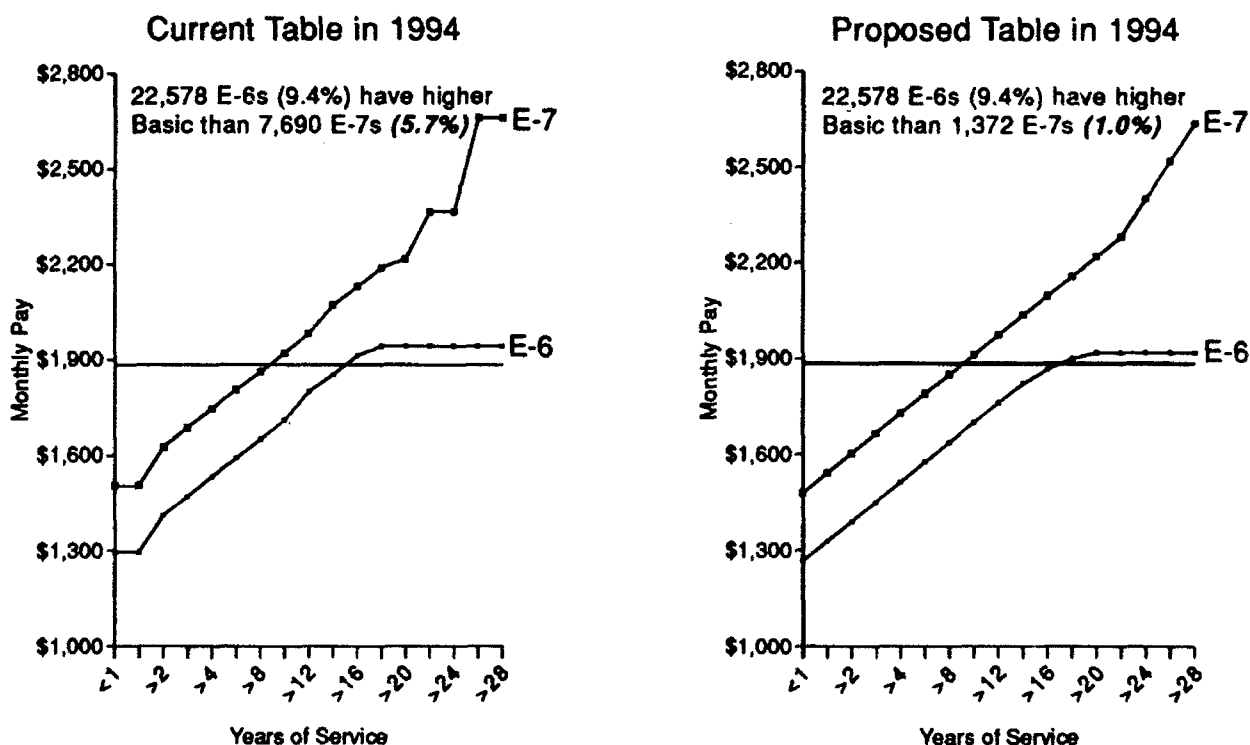 Current Table in 1994
22,578 E-6s (9.4%) have higher
Basic than 7,690 E-7s (5.7%)
E-7
E-6
$2,800
$2,500
$2,200
$1,900
$1,600
$1,300
$1,000
Monthly Pay
<1
>2
>4
>8
>12
>16
>20
>24
>28
Years of Service
Proposed Table in 1994
22,578 E-6s (9.4%) have higher
Basic than 1,372 E-7s (1.0%)
E-7
E-6
$2,800
$2,500
$2,200
$1,900
$1,600
$1,300
$1,000
Monthly Pay
<1
>2
>4
>8
>12
>16
>20
>24
>28
Years of Service